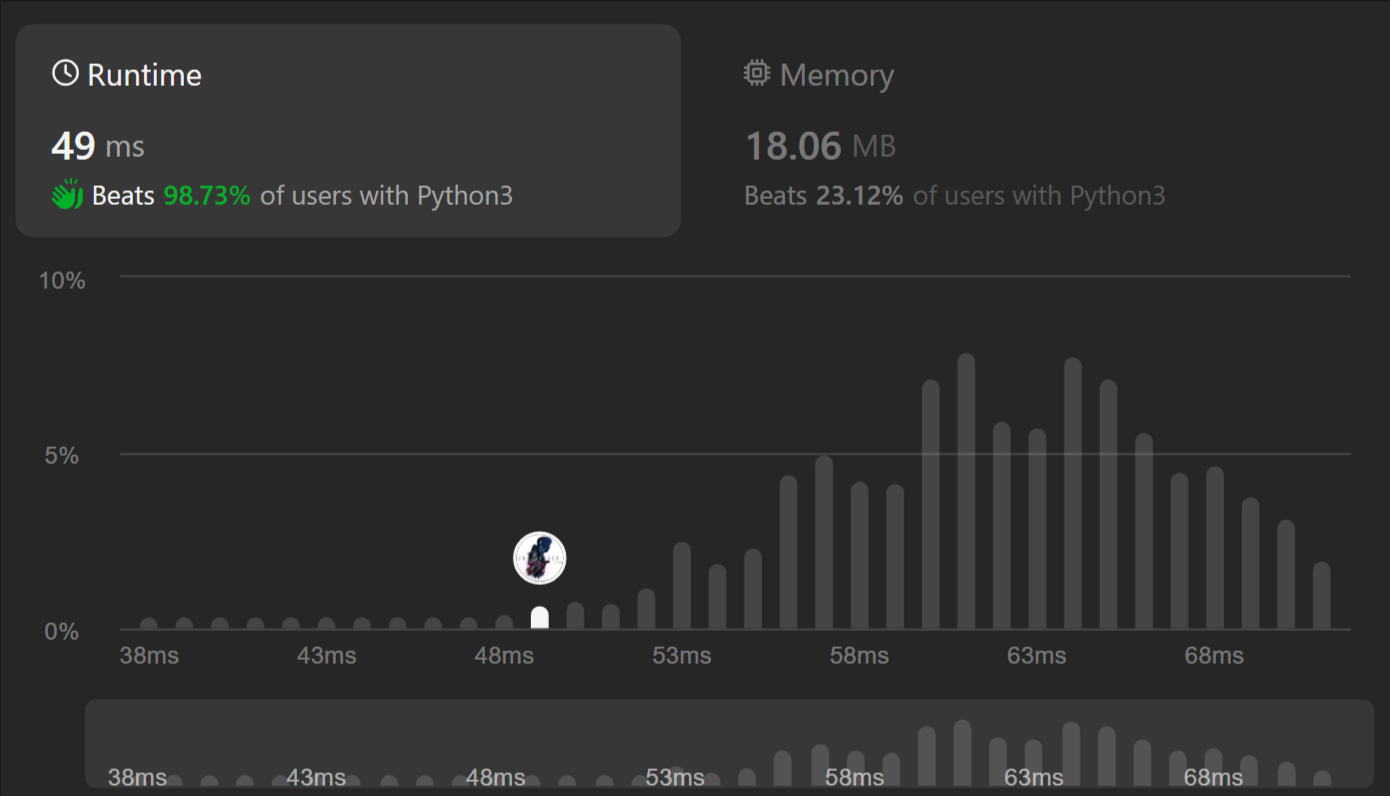 Runtime
49 ms
Beats 98.73% of users with Python3
Memory
18.06 MB
Beats 23.12% of users with Python3
10%
5%
0%
38ms 43ms 48ms 53ms 58ms 63ms 68ms
38ms 43ms 48ms 53ms 58ms 63ms 68ms